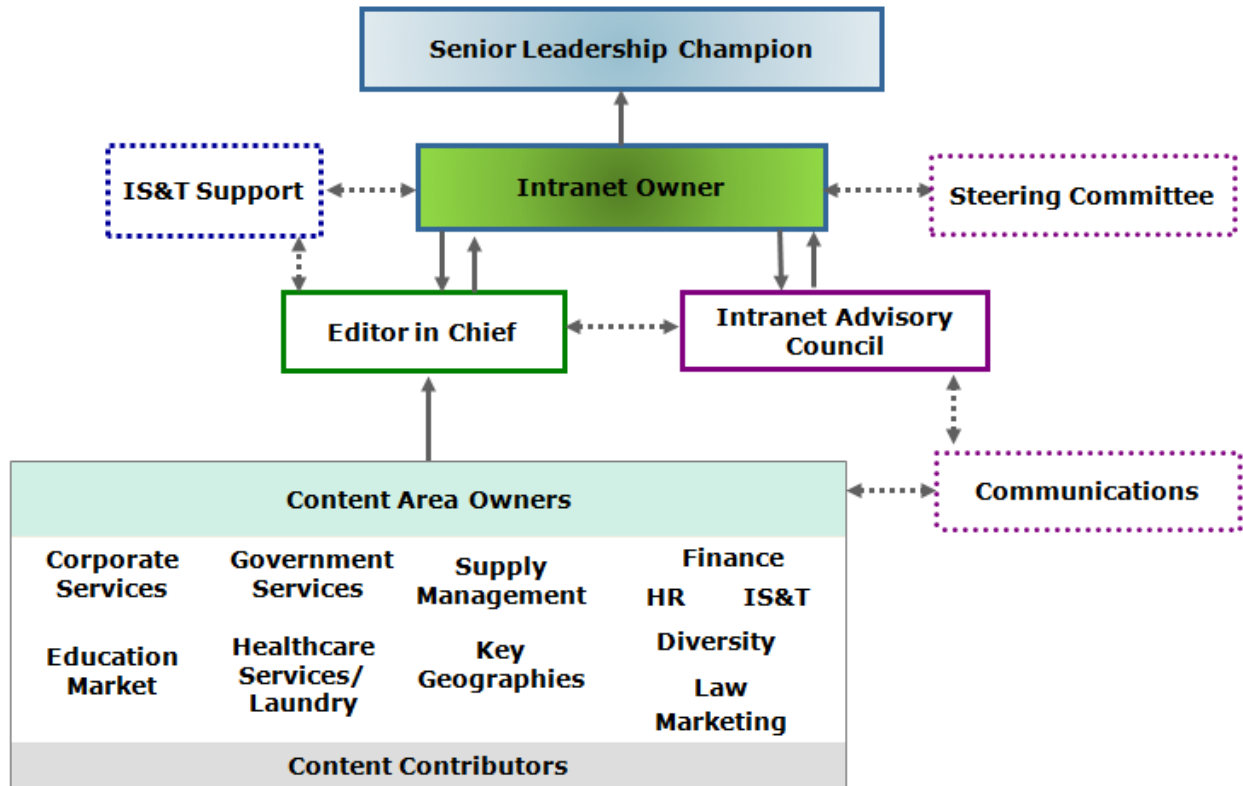 Senior Leadership Champion
IS&T Support
Intranet Owner
Steering Committee
Editor in Chief
Intranet Advisory
Council
Communications
Content Area Owners
Corporate
Services
Government
Services
Supply
Management
Finance
HR
IS&T
Education
Market
Healthcare
Services/
Laundry
Key
Geographies
Diversity
Law
Marketing
Content Contributors